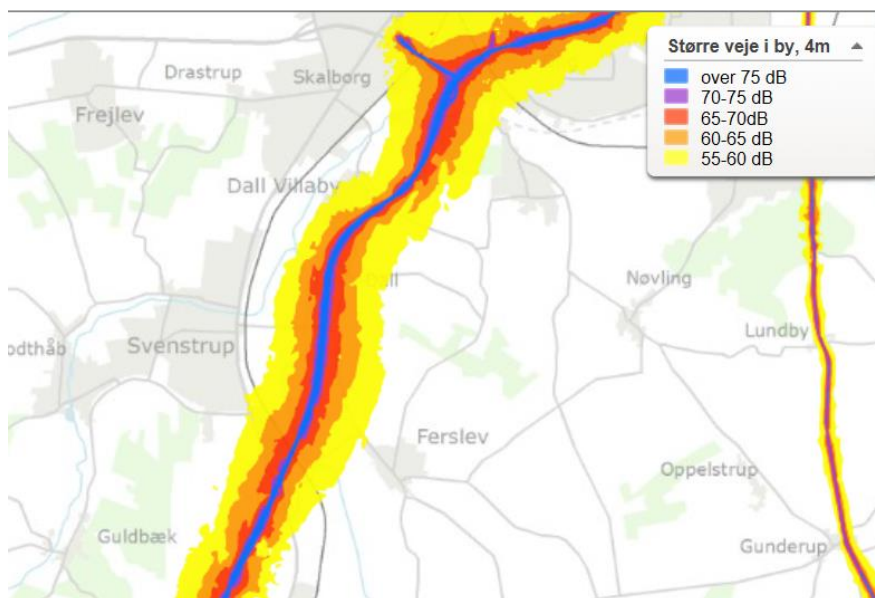 Større veje i by, 4m
over 75 dB
70-75 dB
65-70dB
60-65 dB
55-60 dB
Drastrup
Skalborg
Frejlev
Dall Villaby
Dall
Nøvling
Lundby
odthåb
Svenstrup
Ferslev
Oppelstrup
Guldbæk
Gunderup